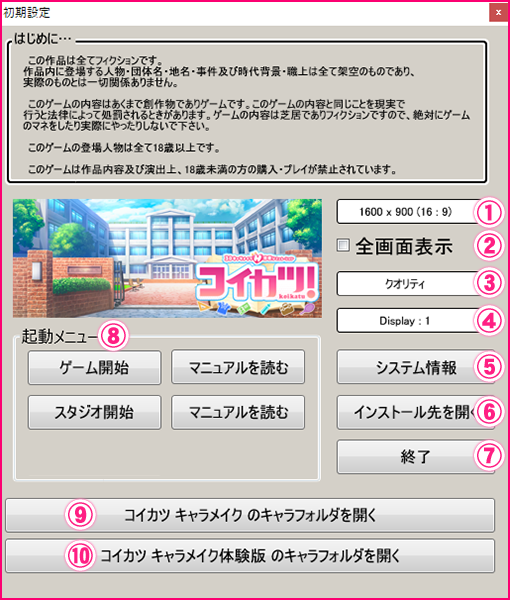 初期設定
x
はじめに…
この作品は全てフィクションです。
作品内に登場する人物・団体名・地名・事件及び時代背景・職上は全て架空のものであり、
実際のものとは一切関係ありません。
このゲームの内容はあくまで創作物でありゲームです。このゲームの内容と同じことを現実で
行うと法律によって処罰されるときがあります。ゲームの内容は芝居でありフィクションですので、絶対にゲーム
のマネをしたり実際にやったりしないで下さい。
このゲームの登場人物は全て18歳以上です。
このゲームは作品内容及び演出上、18歳未満の方の購入・プレイが禁止されています。
コイカツ!
koikatu
1600 x 900 (16 : 9) ①
全画面表示 ②
クオリティ ③
Display : 1 ④
起動メニュー ⑧
ゲーム開始 マニュアルを読む
スタジオ開始 マニュアルを読む
システム情報 ⑤
インストール先を開く ⑥
終了 ⑦
⑨ コイカツ キャラメイク のキャラフォルダを開く
⑩ コイカツ キャラメイク体験版 のキャラフォルダを開く